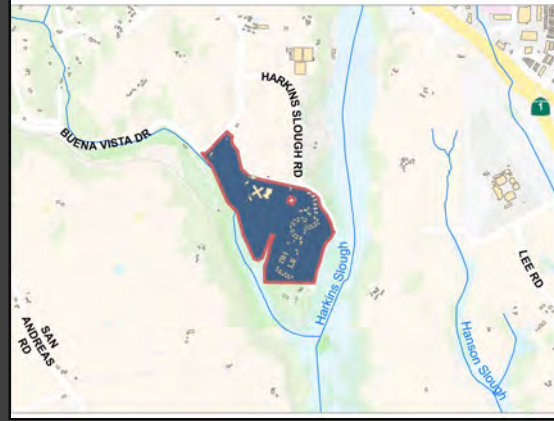 HARKINS SLOUGH RD
BUENA VISTA DR
1
Harkins Slough
LEE RD
SAN
ANDREAS
RD
Hanson Slough